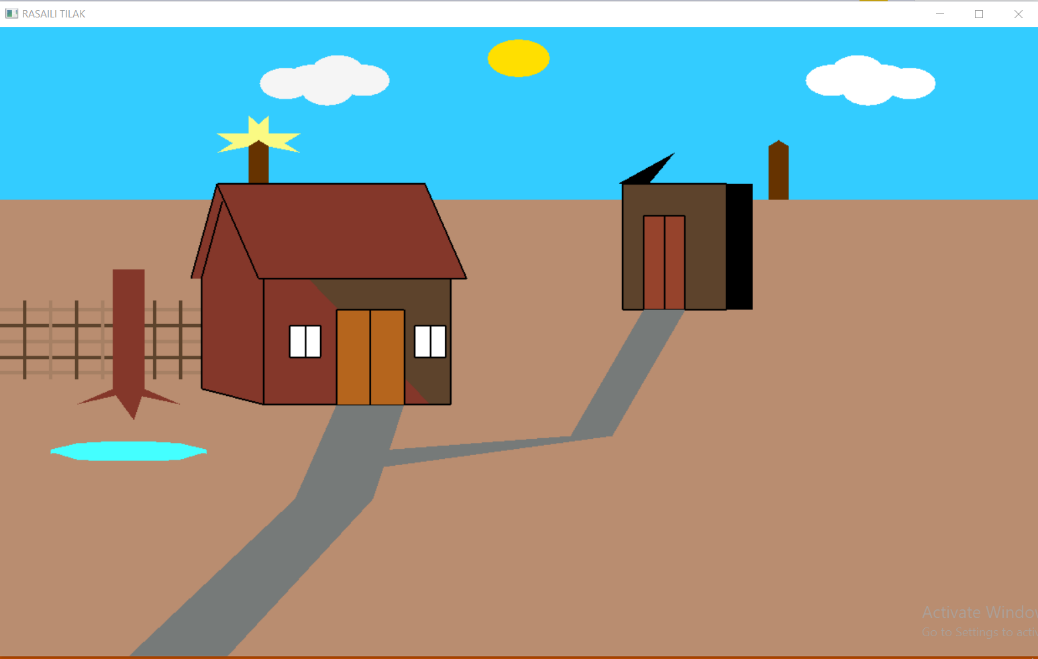 RASAILI TILAK
Activate Windo
Go to Settings to acti